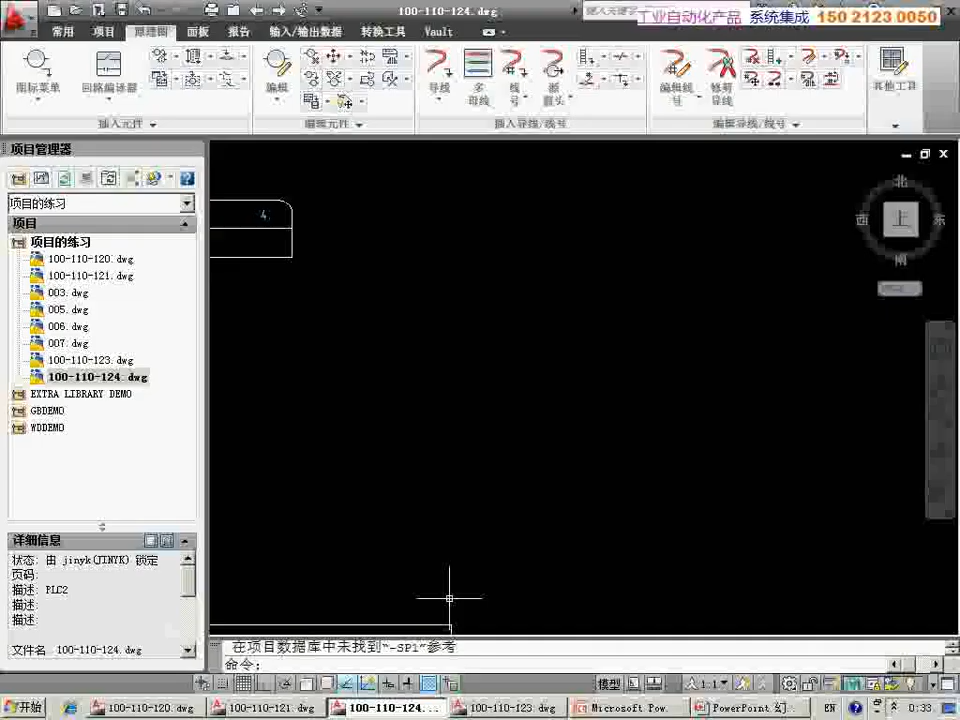 100-110-124.dwg
工业自动化产品 系统集成 150 2123 0050
常用 项目 原理图 面板 报告 输入/输出数据 转换工具 Vault
图标菜单 回路编译器 编辑 导线 多母线 线号 编辑线号 修剪导线 其他工具
插入元件 编辑元件 插入导线/线号 编辑导线/线号
项目管理器
项目的练习
项目
项目的练习
100-110-120.dwg
100-110-121.dwg
003.dwg
005.dwg
006.dwg
007.dwg
100-110-123.dwg
100-110-124.dwg
EXTRA LIBRARY DEMO
GBDEMO
WDDEMO
4
北
西 上 东
南
详细信息
状态: 由 jinyk(JINYK) 锁定
页码:
描述: PLC2
描述:
描述:
文件名 100-110-124.dwg
在项目数据库中未找到"-SP1"参考
命令:
模型 1:1
开始 100-110-120.dwg 100-110-121.dwg 100-110-124.... 100-110-123.dwg Microsoft Pow... PowerPoint 幻... EN 0:33